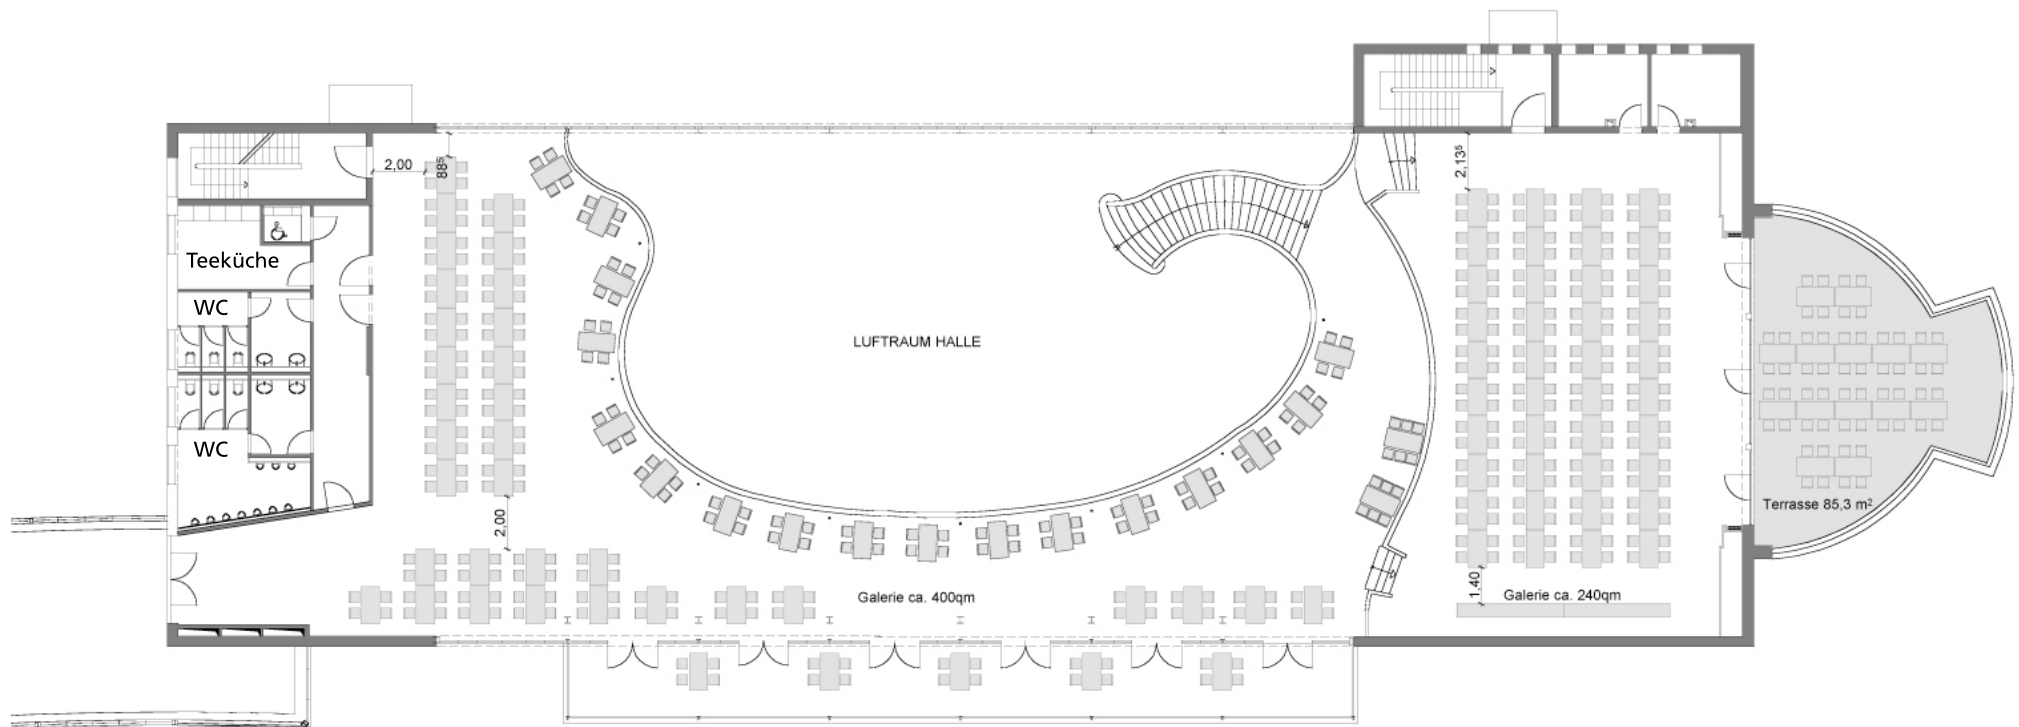 2,00
88⁵
2,13⁵
Teeküche
WC
LUFTRAUM HALLE
WC
Terrasse 85,3 m²
2,00
1,40
Galerie ca. 400qm
Galerie ca. 240qm